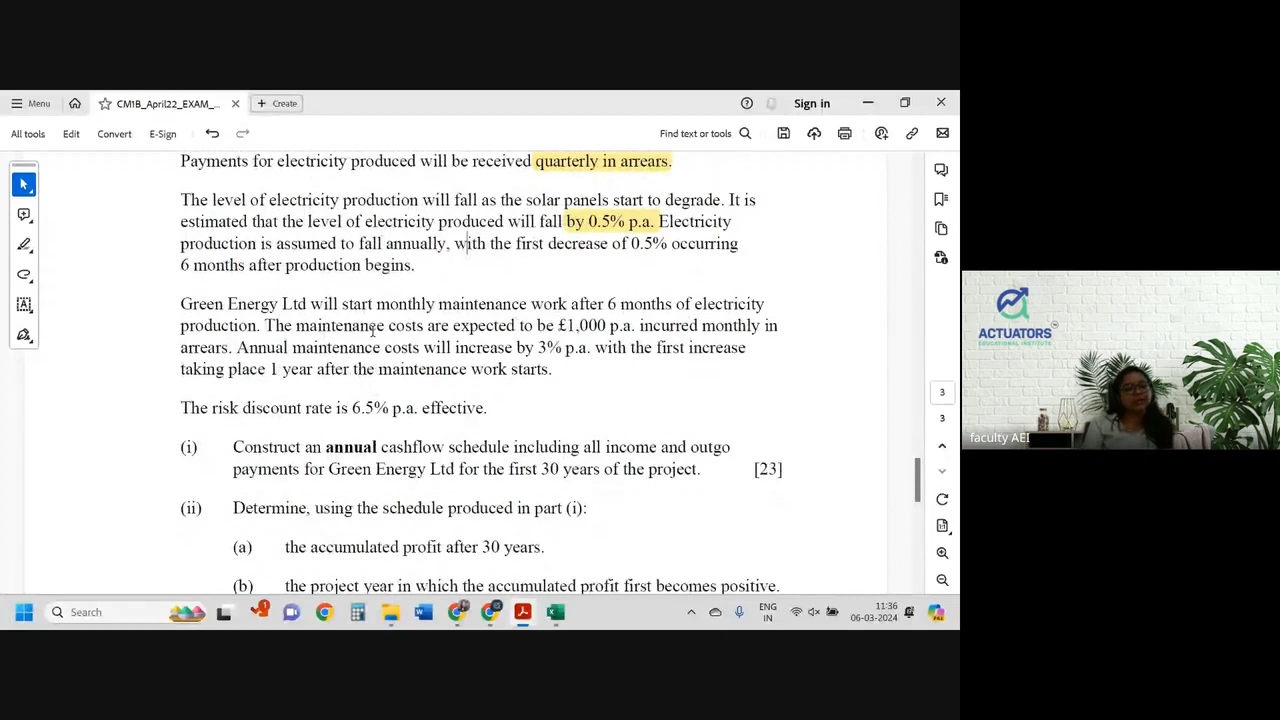 Menu
CM1B_April22_EXAM_...
Create
Sign in
All tools
Edit
Convert
E-Sign
Find text or tools
Payments for electricity produced will be received quarterly in arrears.
The level of electricity production will fall as the solar panels start to degrade. It is
estimated that the level of electricity produced will fall by 0.5% p.a. Electricity
production is assumed to fall annually, with the first decrease of 0.5% occurring
6 months after production begins.
Green Energy Ltd will start monthly maintenance work after 6 months of electricity
production. The maintenance costs are expected to be £1,000 p.a. incurred monthly in
arrears. Annual maintenance costs will increase by 3% p.a. with the first increase
taking place 1 year after the maintenance work starts.
The risk discount rate is 6.5% p.a. effective.
(i) Construct an annual cashflow schedule including all income and outgo
payments for Green Energy Ltd for the first 30 years of the project. [23]
(ii) Determine, using the schedule produced in part (i):
(a) the accumulated profit after 30 years.
(b) the project year in which the accumulated profit first becomes positive.
3
3
ACTUATORS
EDUCATIONAL INSTITUTE
faculty AEI
Search
ENG
IN
11:36
06-03-2024